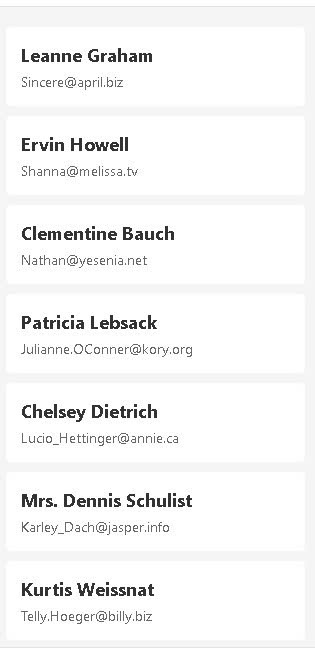 Leanne Graham
Sincere@april.biz
Ervin Howell
Shanna@melissa.tv
Clementine Bauch
Nathan@yesenia.net
Patricia Lebsack
Julianne.OConner@kory.org
Chelsey Dietrich
Lucio_Hettinger@annie.ca
Mrs. Dennis Schulist
Karley_Dach@jasper.info
Kurtis Weissnat
Telly.Hoeger@billy.biz